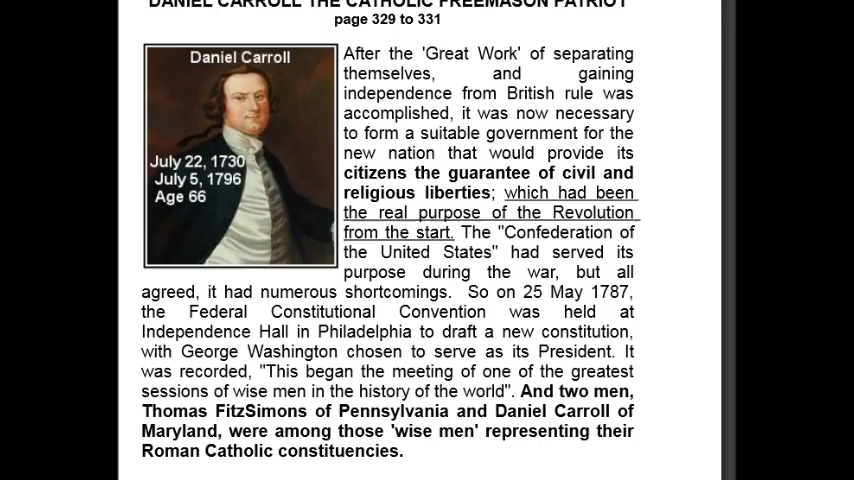 DANIEL CARROLL THE CATHOLIC FREEMASON PATRIOT
page 329 to 331
Daniel Carroll
July 22, 1730
July 5, 1796
Age 66
After the 'Great Work' of separating
themselves, and gaining
independence from British rule was
accomplished, it was now necessary
to form a suitable government for the
new nation that would provide its
citizens the guarantee of civil and
religious liberties; which had been
the real purpose of the Revolution
from the start. The "Confederation of
the United States" had served its
purpose during the war, but all
agreed, it had numerous shortcomings. So on 25 May 1787,
the Federal Constitutional Convention was held at
Independence Hall in Philadelphia to draft a new constitution,
with George Washington chosen to serve as its President. It
was recorded, "This began the meeting of one of the greatest
sessions of wise men in the history of the world". And two men,
Thomas FitzSimons of Pennsylvania and Daniel Carroll of
Maryland, were among those 'wise men' representing their
Roman Catholic constituencies.